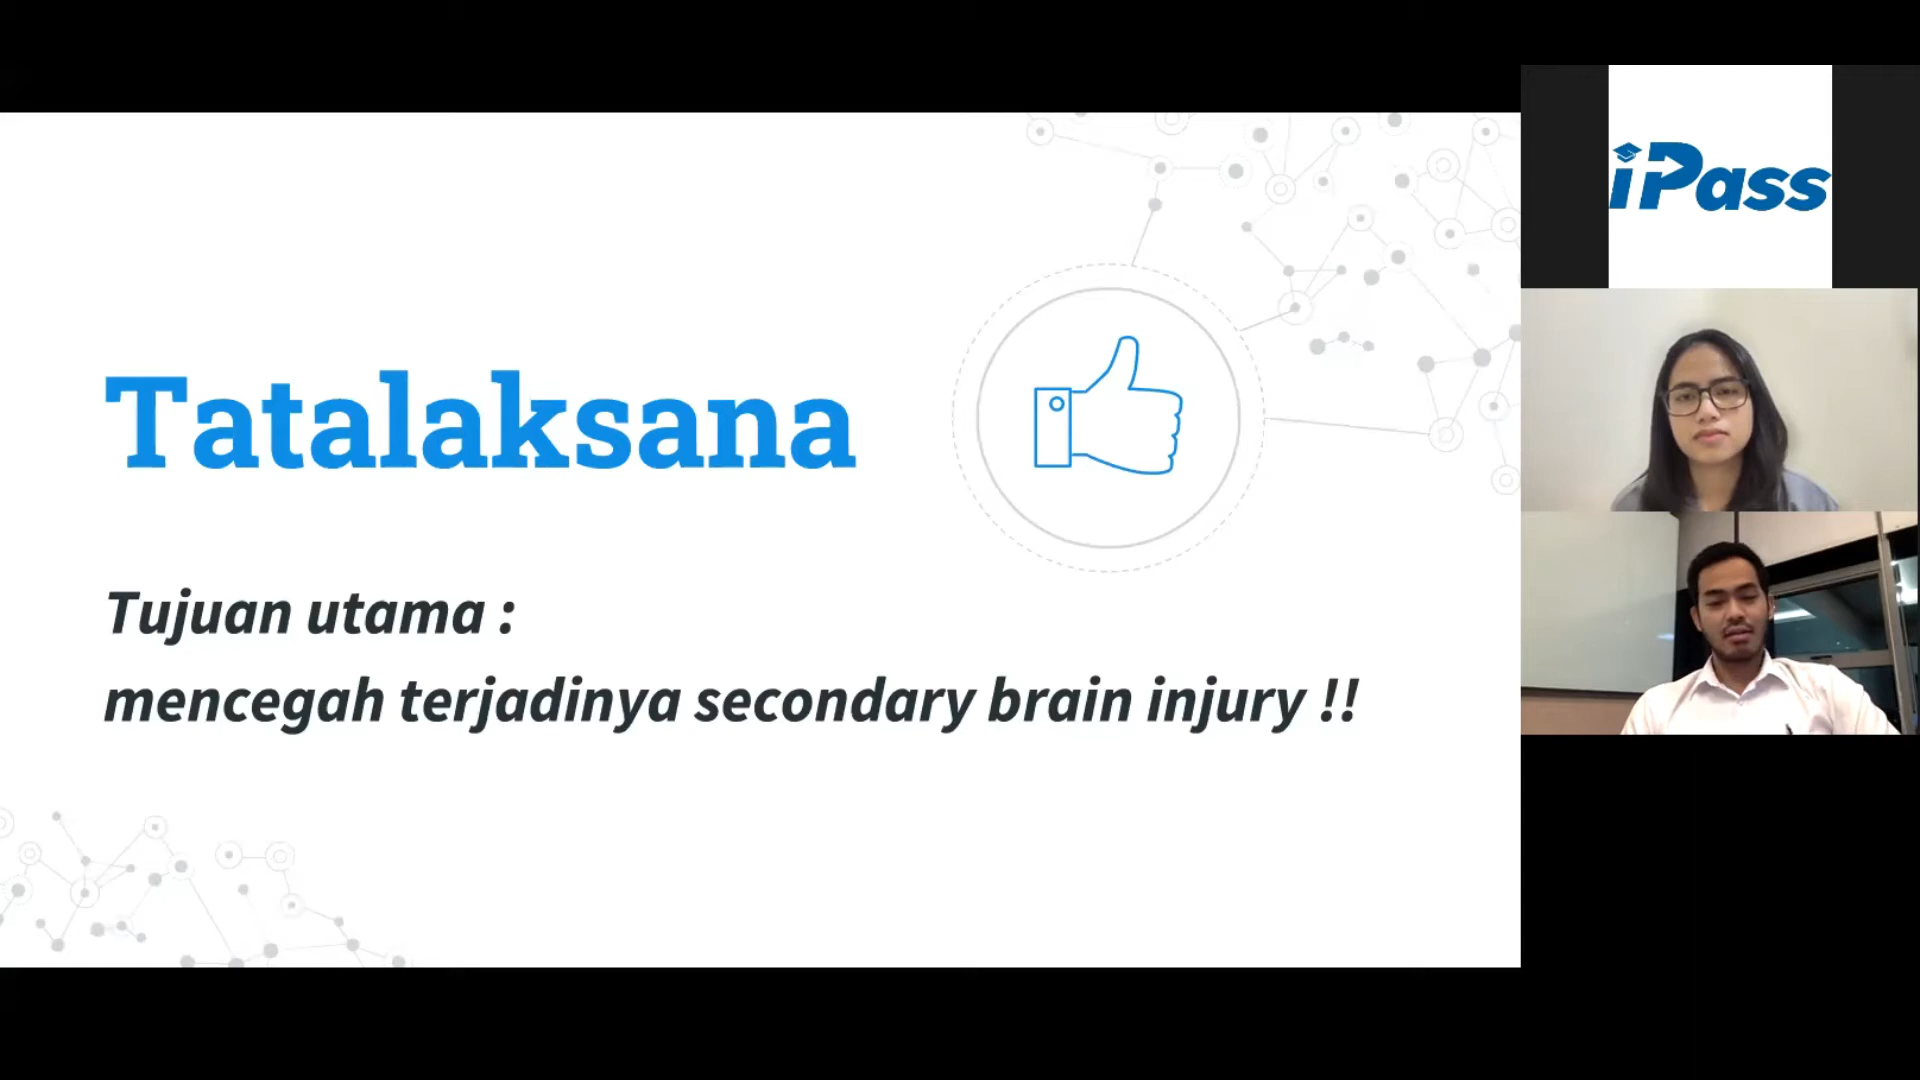 Tatalaksana
Tujuan utama :
mencegah terjadinya secondary brain injury !!
iPass